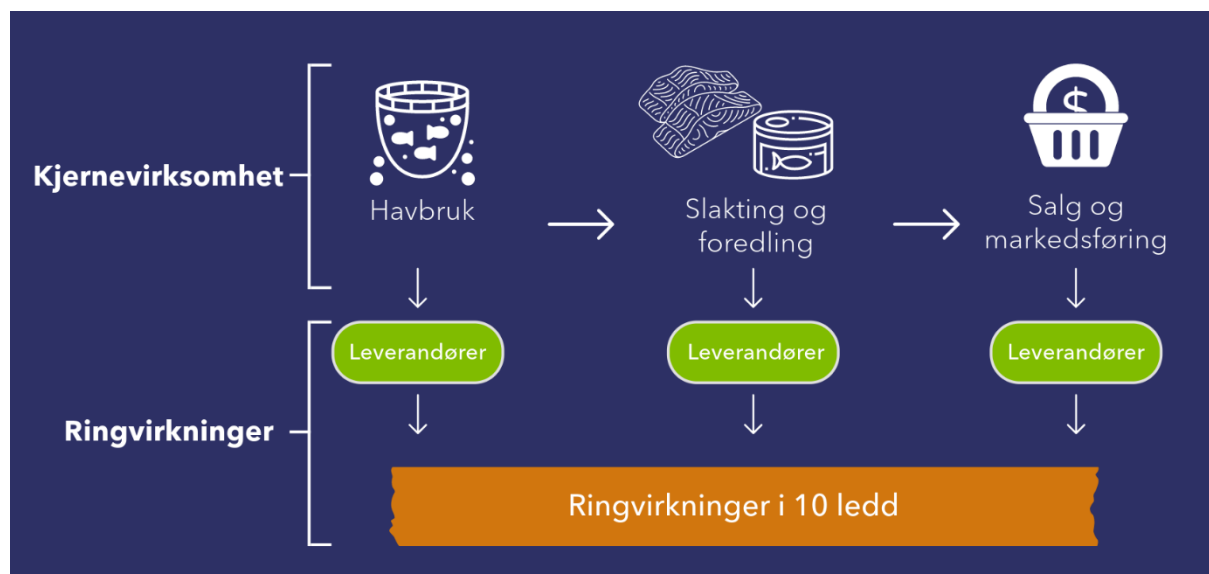 Kjernevirksomhet
Havbruk
Slakting og
foredling
$
Salg og
markedsføring
Leverandører
Leverandører
Leverandører
Ringvirkninger
Ringvirkninger i 10 ledd